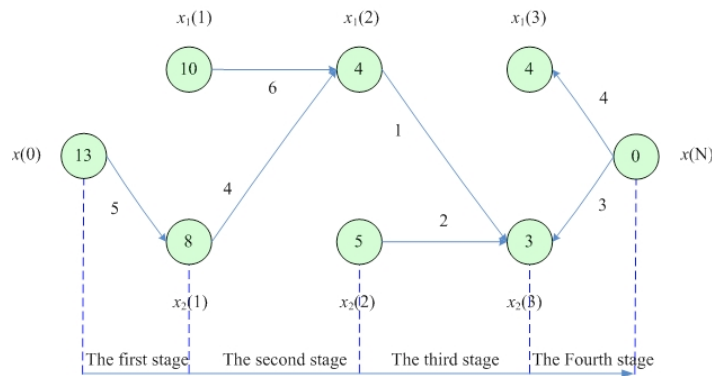 x₁(1) x₁(2) x₁(3)
10 4 4
6
4
1
x(0) 13 0 x(N)
4
5 2 3
8 5 3
x₂(1) x₂(2) x₂(3)
The first stage The second stage The third stage The Fourth stage